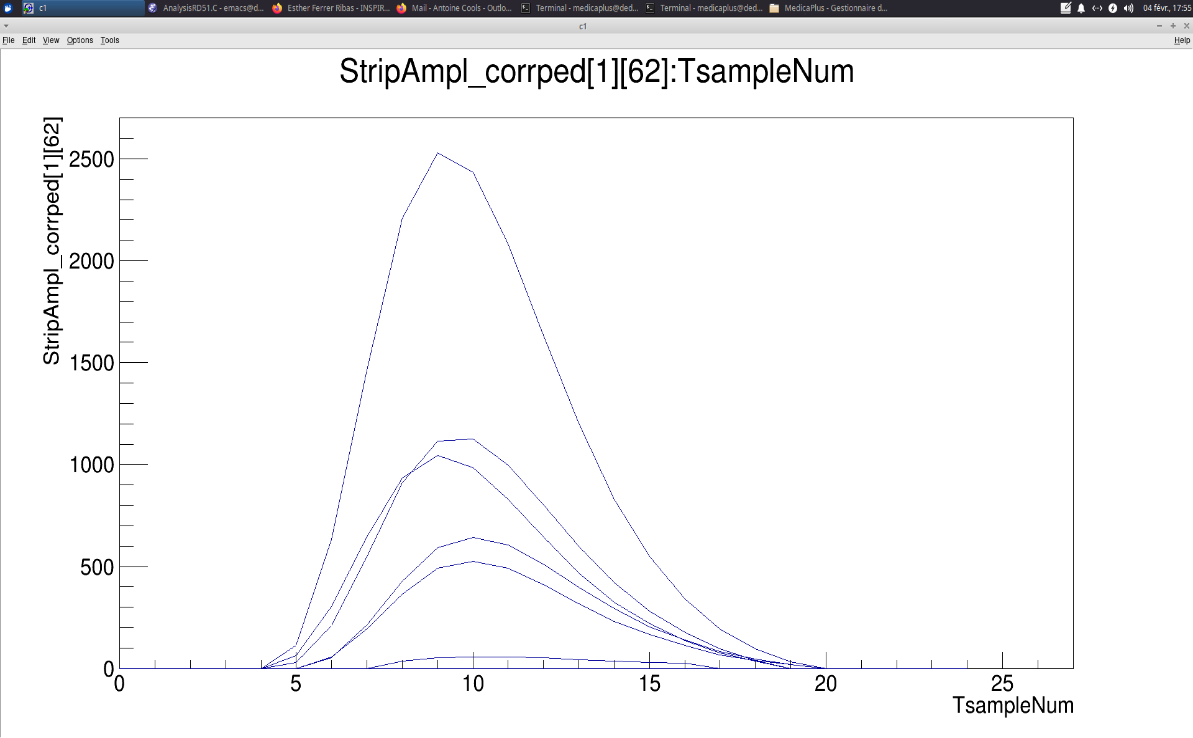 c1 AnalysisRD51.C - emacs@d... Esther Ferrer Ribas - INSPIR... Mail - Antoine Cools - Outlo... Terminal - medicaplus@ded... Terminal - medicaplus@ded... MedicaPlus - Gestionnaire d... 04 févr., 17:55
c1
File Edit View Options Tools Help
StripAmpl_corrped[1][62]:TsampleNum
StripAmpl_corrped[1][62]
2500
2000
1500
1000
500
0
0 5 10 15 20 25
TsampleNum